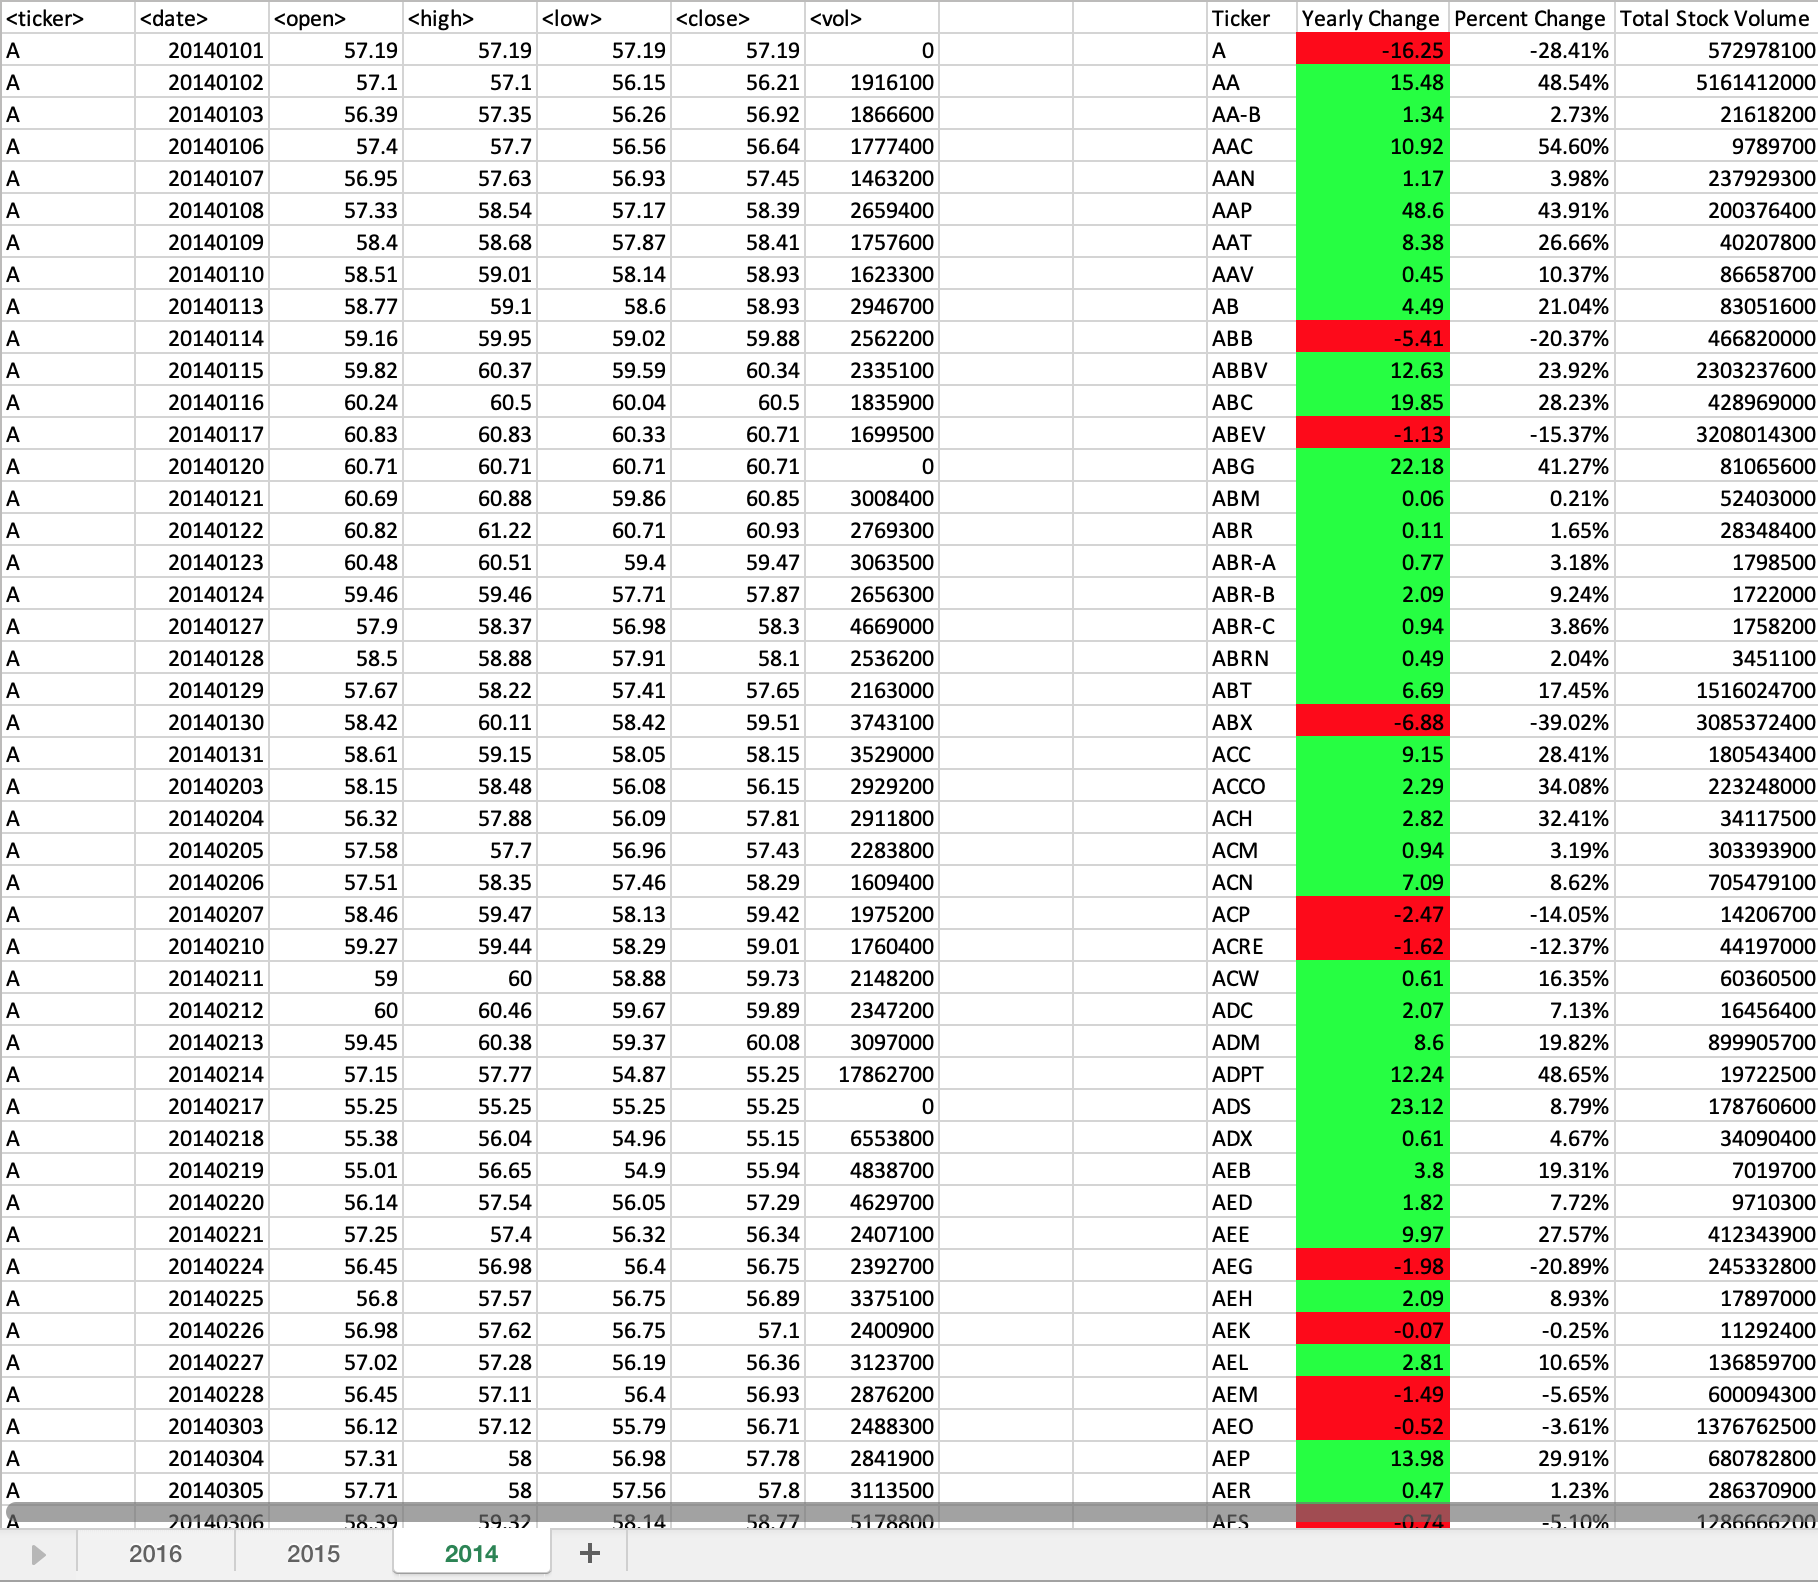 <ticker> <date> <open> <high> <low> <close> <vol> Ticker Yearly Change Percent Change Total Stock Volume
A 20140101 57.19 57.19 57.19 57.19 0 A -16.25 -28.41% 572978100
A 20140102 57.1 57.1 56.15 56.21 1916100 AA 15.48 48.54% 5161412000
A 20140103 56.39 57.35 56.26 56.92 1866600 AA-B 1.34 2.73% 21618200
A 20140106 57.4 57.7 56.56 56.64 1777400 AAC 10.92 54.60% 9789700
A 20140107 56.95 57.63 56.93 57.45 1463200 AAN 1.17 3.98% 237929300
A 20140108 57.33 58.54 57.17 58.39 2659400 AAP 48.6 43.91% 200376400
A 20140109 58.4 58.68 57.87 58.41 1757600 AAT 8.38 26.66% 40207800
A 20140110 58.51 59.01 58.14 58.93 1623300 AAV 0.45 10.37% 86658700
A 20140113 58.77 59.1 58.6 58.93 2946700 AB 4.49 21.04% 83051600
A 20140114 59.16 59.95 59.02 59.88 2562200 ABB -5.41 -20.37% 466820000
A 20140115 59.82 60.37 59.59 60.34 2335100 ABBV 12.63 23.92% 2303237600
A 20140116 60.24 60.5 60.04 60.5 1835900 ABC 19.85 28.23% 428969000
A 20140117 60.83 60.83 60.33 60.71 1699500 ABEV -1.13 -15.37% 3208014300
A 20140120 60.71 60.71 60.71 60.71 0 ABG 22.18 41.27% 81065600
A 20140121 60.69 60.88 59.86 60.85 3008400 ABM 0.06 0.21% 52403000
A 20140122 60.82 61.22 60.71 60.93 2769300 ABR 0.11 1.65% 28348400
A 20140123 60.48 60.51 59.4 59.47 3063500 ABR-A 0.77 3.18% 1798500
A 20140124 59.46 59.46 57.71 57.87 2656300 ABR-B 2.09 9.24% 1722000
A 20140127 57.9 58.37 56.98 58.3 4669000 ABR-C 0.94 3.86% 1758200
A 20140128 58.5 58.88 57.91 58.1 2536200 ABRN 0.49 2.04% 3451100
A 20140129 57.67 58.22 57.41 57.65 2163000 ABT 6.69 17.45% 1516024700
A 20140130 58.42 60.11 58.42 59.51 3743100 ABX -6.88 -39.02% 3085372400
A 20140131 58.61 59.15 58.05 58.15 3529000 ACC 9.15 28.41% 180543400
A 20140203 58.15 58.48 56.08 56.15 2929200 ACCO 2.29 34.08% 223248000
A 20140204 56.32 57.88 56.09 57.81 2911800 ACH 2.82 32.41% 34117500
A 20140205 57.58 57.7 56.96 57.43 2283800 ACM 0.94 3.19% 303393900
A 20140206 57.51 58.35 57.46 58.29 1609400 ACN 7.09 8.62% 705479100
A 20140207 58.46 59.47 58.13 59.42 1975200 ACP -2.47 -14.05% 14206700
A 20140210 59.27 59.44 58.29 59.01 1760400 ACRE -1.62 -12.37% 44197000
A 20140211 59 60 58.88 59.73 2148200 ACW 0.61 16.35% 60360500
A 20140212 60 60.46 59.67 59.89 2347200 ADC 2.07 7.13% 16456400
A 20140213 59.45 60.38 59.37 60.08 3097000 ADM 8.6 19.82% 899905700
A 20140214 57.15 57.77 54.87 55.25 17862700 ADPT 12.24 48.65% 19722500
A 20140217 55.25 55.25 55.25 55.25 0 ADS 23.12 8.79% 178760600
A 20140218 55.38 56.04 54.96 55.15 6553800 ADX 0.61 4.67% 34090400
A 20140219 55.01 56.65 54.9 55.94 4838700 AEB 3.8 19.31% 7019700
A 20140220 56.14 57.54 56.05 57.29 4629700 AED 1.82 7.72% 9710300
A 20140221 57.25 57.4 56.32 56.34 2407100 AEE 9.97 27.57% 412343900
A 20140224 56.45 56.98 56.4 56.75 2392700 AEG -1.98 -20.89% 245332800
A 20140225 56.8 57.57 56.75 56.89 3375100 AEH 2.09 8.93% 17897000
A 20140226 56.98 57.62 56.75 57.1 2400900 AEK -0.07 -0.25% 11292400
A 20140227 57.02 57.28 56.19 56.36 3123700 AEL 2.81 10.65% 136859700
A 20140228 56.45 57.11 56.4 56.93 2876200 AEM -1.49 -5.65% 600094300
A 20140303 56.12 57.12 55.79 56.71 2488300 AEO -0.52 -3.61% 1376762500
A 20140304 57.31 58 56.98 57.78 2841900 AEP 13.98 29.91% 680782800
A 20140305 57.71 58 57.56 57.8 3113500 AER 0.47 1.23% 286370900
A 20140306 58.39 59.32 58.14 58.77 5178800 AES -0.74 -5.10% 1286666200
2016 2015 2014 +